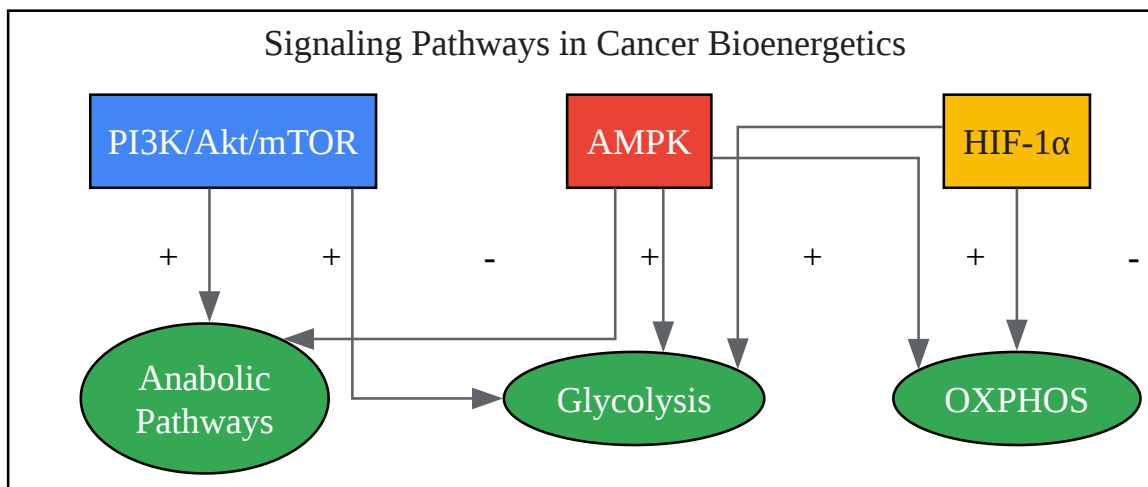 Signaling Pathways in Cancer Bioenergetics
PI3K/Akt/mTOR
AMPK
HIF-1α
+
+
-
+
+
+
-
Anabolic
Pathways
Glycolysis
OXPHOS